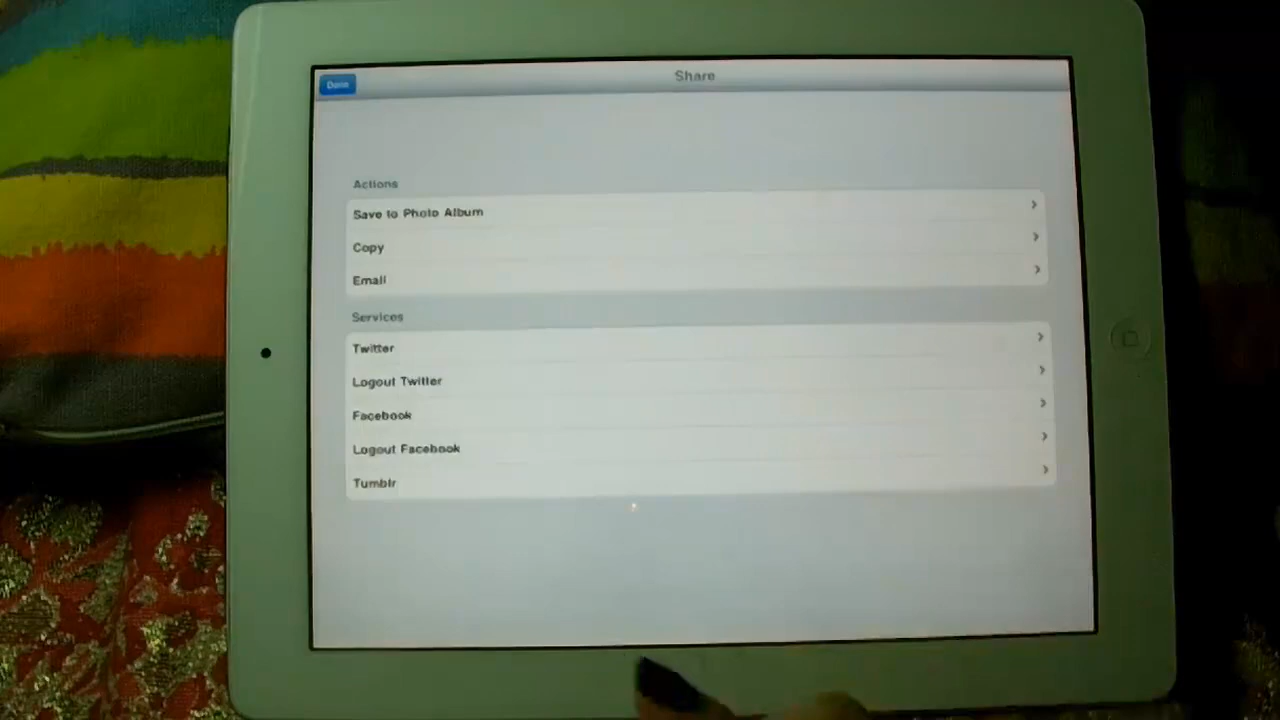 Done
Share
Actions
Save to Photo Album
Copy
Email
Services
Twitter
Logout Twitter
Facebook
Logout Facebook
Tumblr